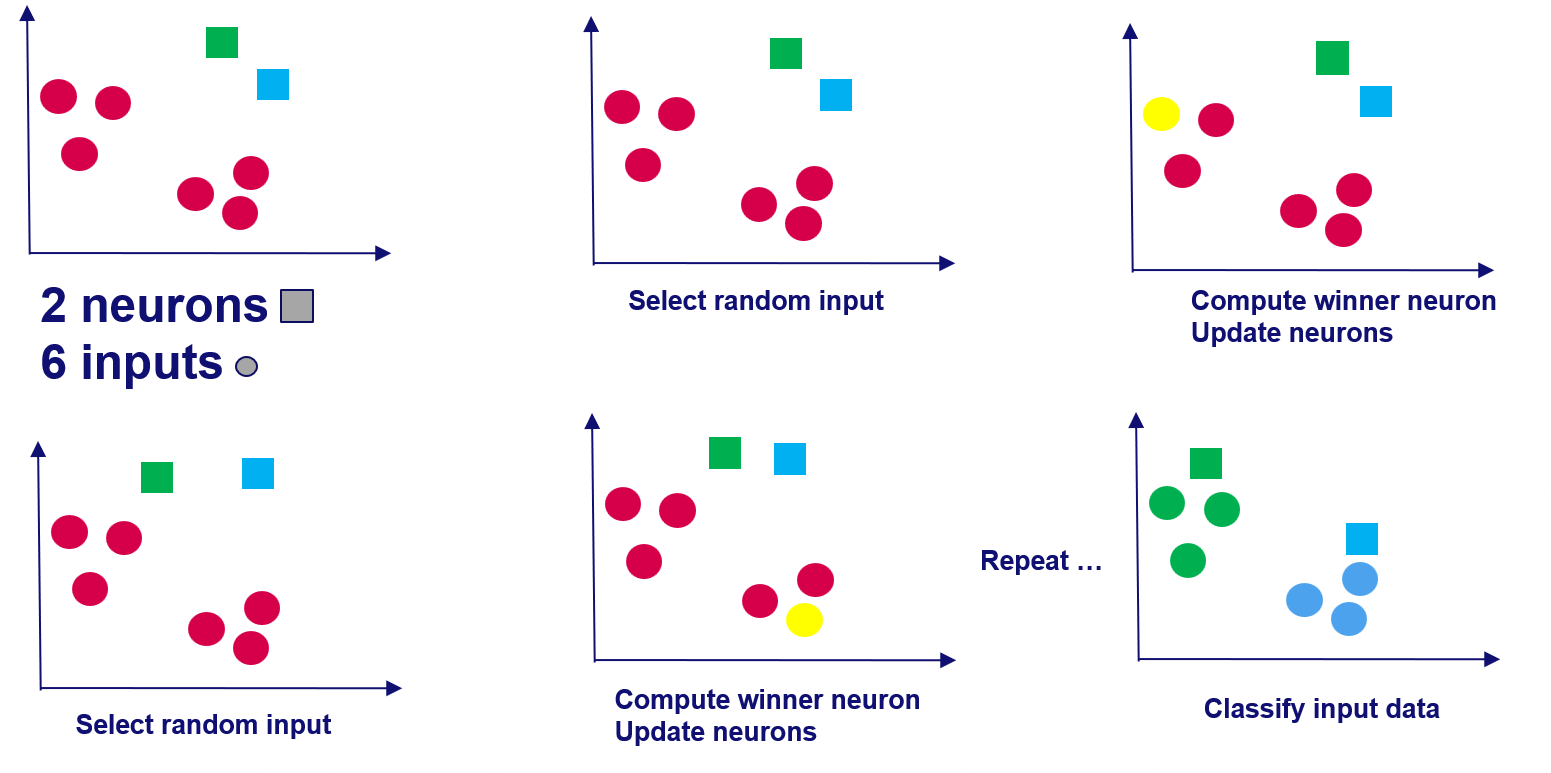 2 neurons
6 inputs
Select random input
Compute winner neuron
Update neurons
Select random input
Compute winner neuron
Update neurons
Repeat …
Classify input data